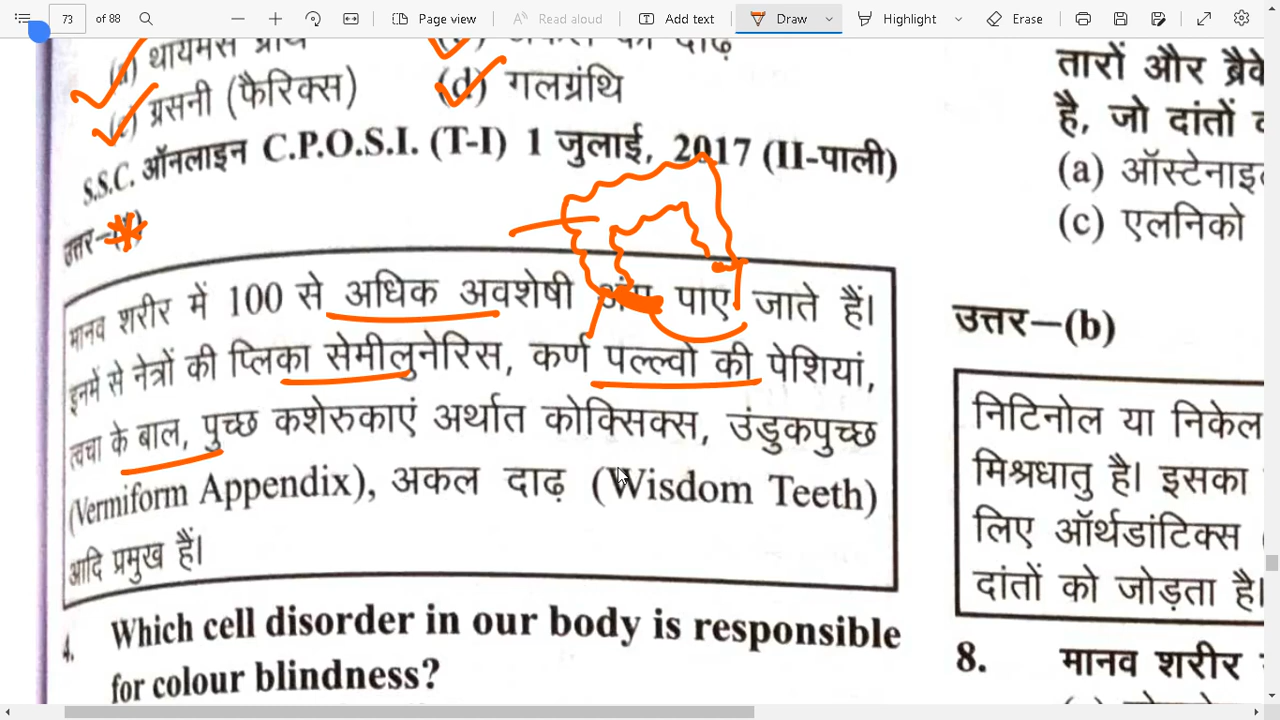 73 of 88
Page view
Read aloud
Add text
Draw
Highlight
Erase
थायमस
की दाढ़
ग्रसनी (फैरिक्स)
(d) गलग्रंथि
S.S.C. ऑनलाइन C.P.O.S.I. (T-I) 1 जुलाई, 2017 (II-पाली)
उत्तर–
मानव शरीर में 100 से अधिक अवशेषी अंग पाए जाते हैं।
इनमें से नेत्रों की प्लिका सेमीलुनेरिस, कर्ण पल्ल्वो की पेशियां,
त्वचा के बाल, पुच्छ कशेरुकाएं अर्थात कोक्सिक्स, उंडुकपुच्छ
(Vermiform Appendix), अकल दाढ़ (Wisdom Teeth)
आदि प्रमुख हैं।
4. Which cell disorder in our body is responsible
for colour blindness?
तारों और
है, जो दांतों
(a)
(c) एलनिको
उत्तर–(b)
निटिनोल या निकेल
मिश्रधातु है। इसका
लिए ऑर्थडांटिक्स
दांतों को जोड़ता है।
8. मानव शरीर